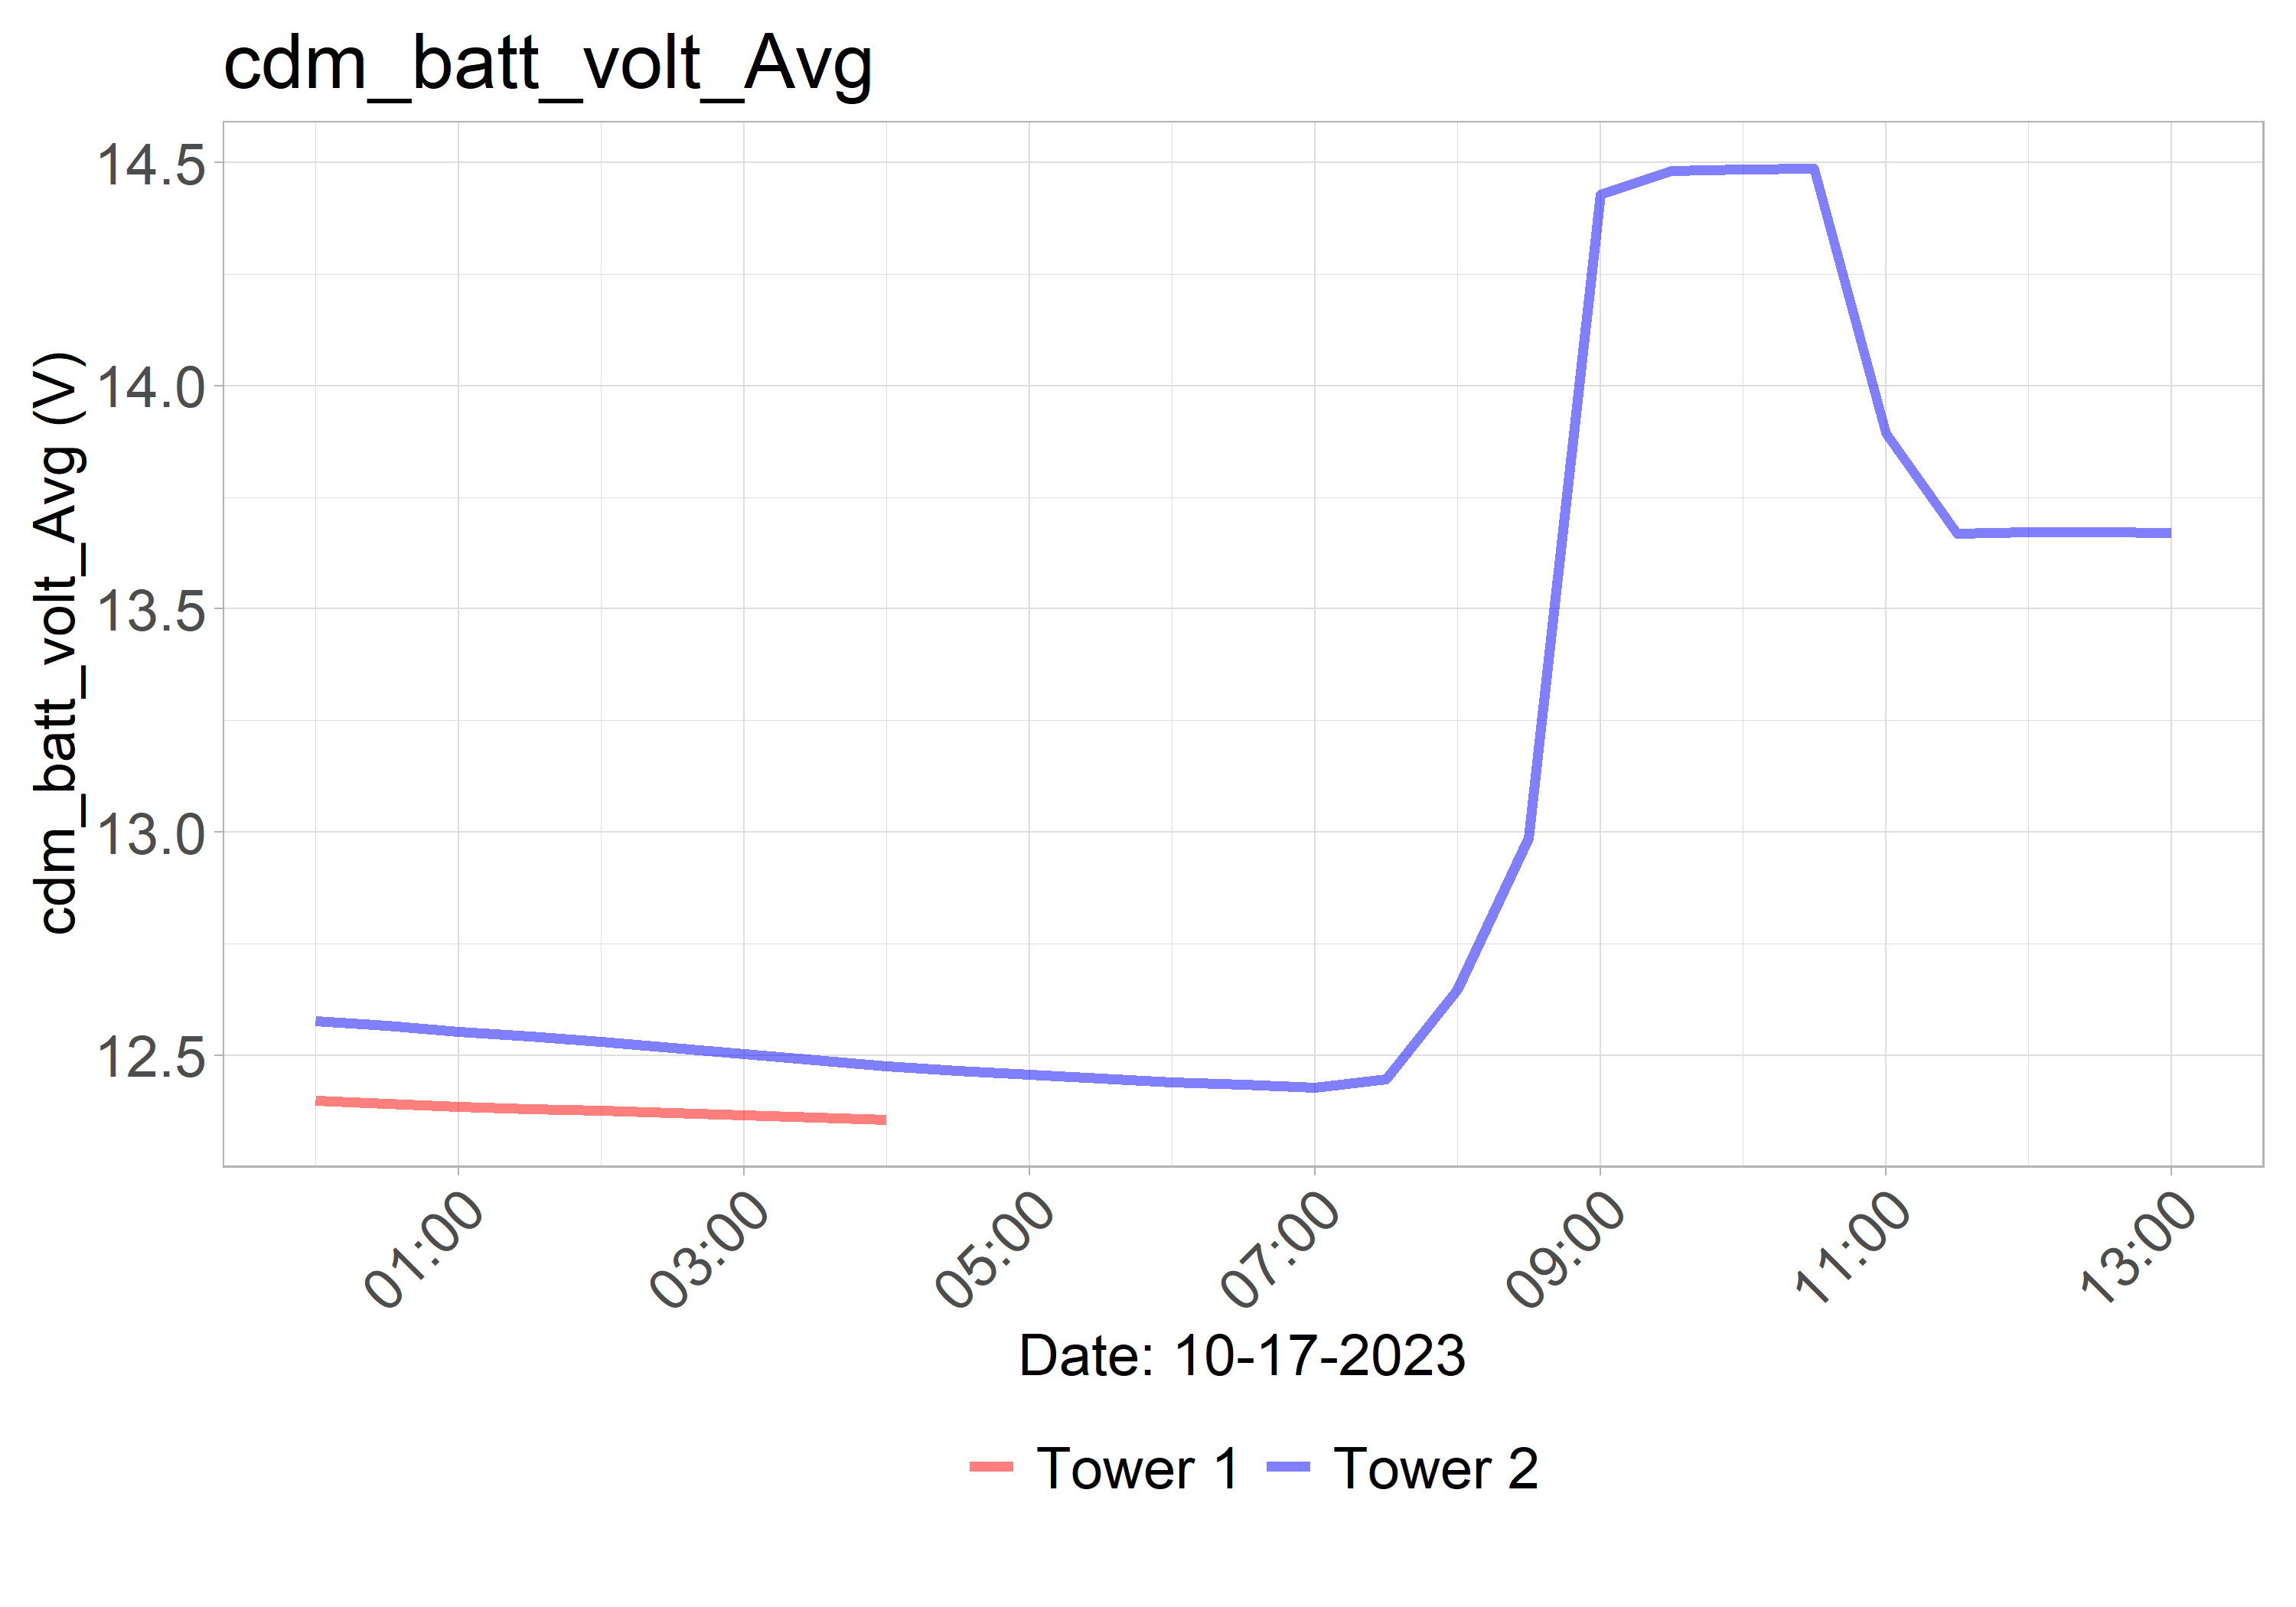 cdm_batt_volt_Avg
cdm_batt_volt_Avg (V)
14.5
14.0
13.5
13.0
12.5
01:00 03:00 05:00 07:00 09:00 11:00 13:00
Date: 10-17-2023
Tower 1 Tower 2